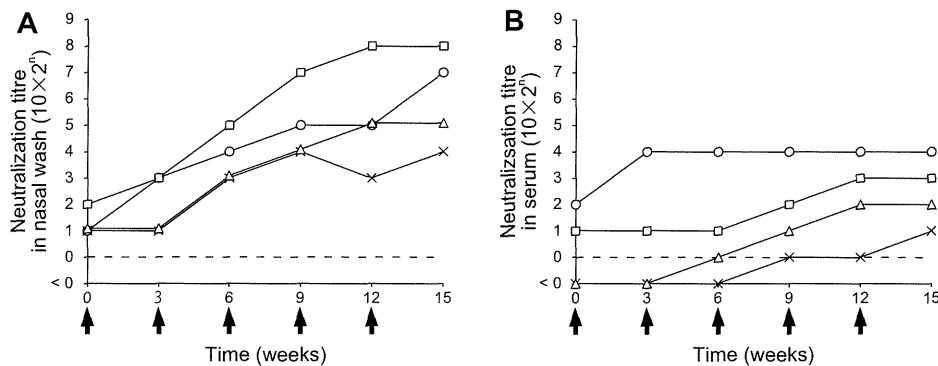 A
Neutralization titre
in nasal wash (10×2ⁿ)
9
8
7
6
5
4
3
2
1
0
< 0
0 3 6 9 12 15
Time (weeks)
B
Neutralizsation titre
in serum (10×2ⁿ)
9
8
7
6
5
4
3
2
1
<0
< 0
0 3 6 9 12 15
Time (weeks)